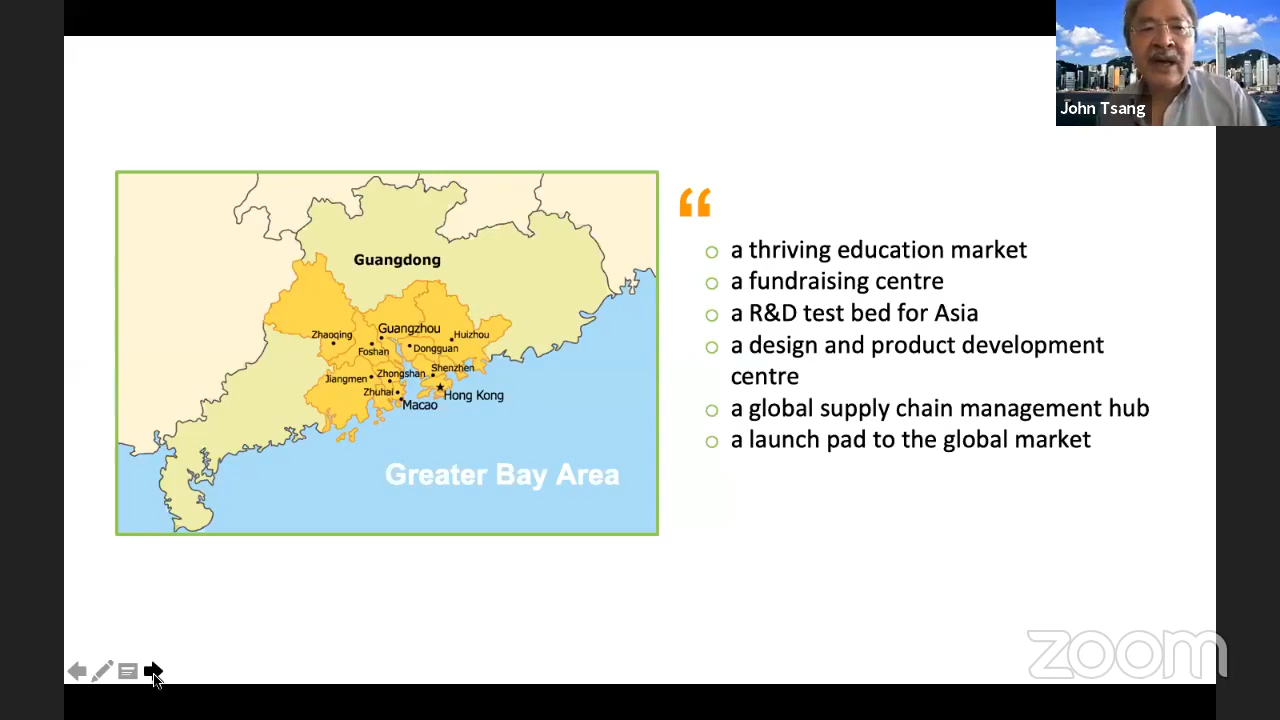 John Tsang
Guangdong
Zhaoqing
Guangzhou
Huizhou
Foshan
Dongguan
Jiangmen
Zhongshan
Shenzhen
Zhuhai
Hong Kong
Macao
Greater Bay Area
“
a thriving education market
a fundraising centre
a R&D test bed for Asia
a design and product development
centre
a global supply chain management hub
a launch pad to the global market
zoom